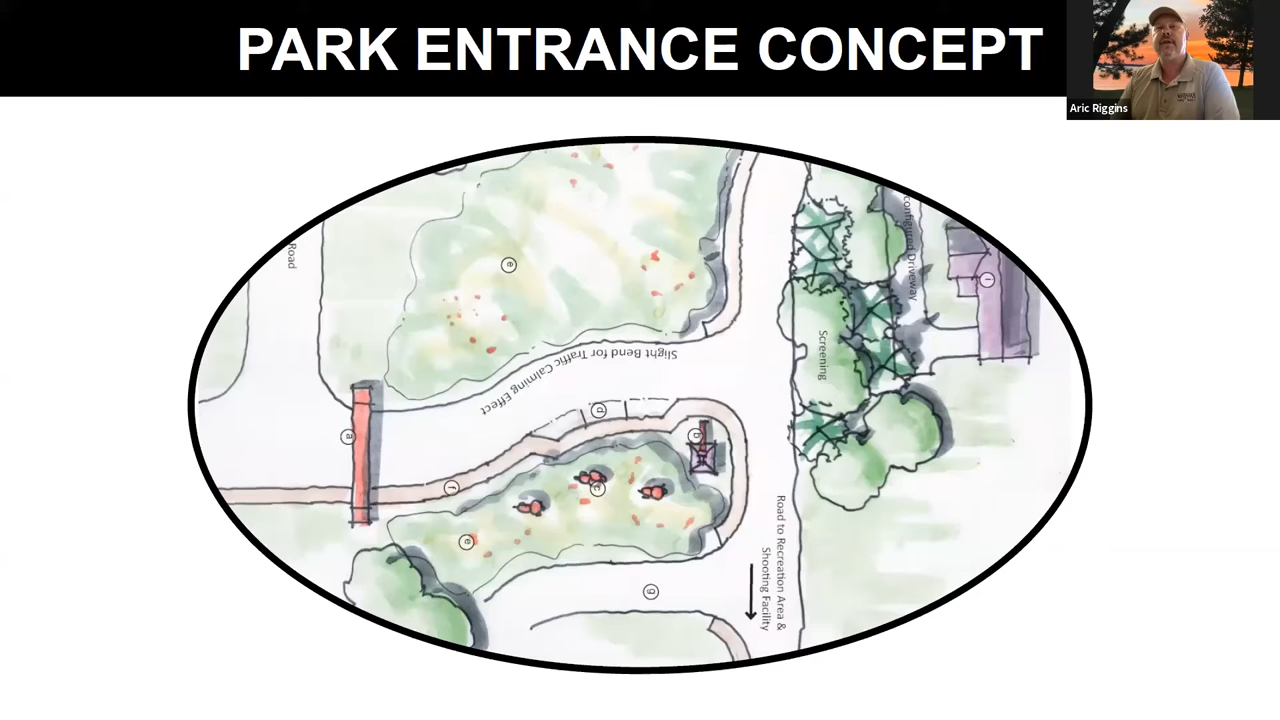 PARK ENTRANCE CONCEPT
Aric Riggins
Road
e
configured Driveway
i
Screening
Slight Bend for Traffic Calming Effect
a
d
b
f
c
e
g
Road to Recreation Area &
Shooting Facility